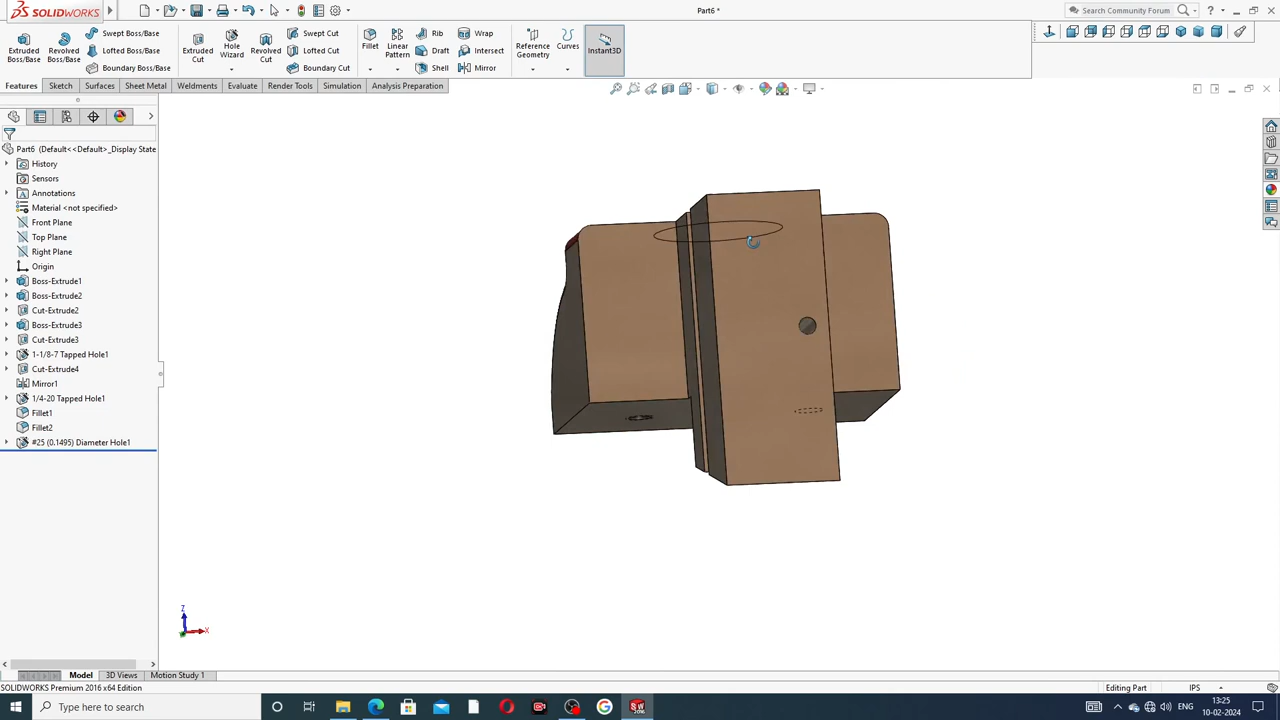 SOLIDWORKS
Part6 *
Search Community Forum
Extruded Boss/Base
Revolved Boss/Base
Swept Boss/Base
Lofted Boss/Base
Boundary Boss/Base
Extruded Cut
Hole Wizard
Revolved Cut
Swept Cut
Lofted Cut
Boundary Cut
Fillet
Linear Pattern
Rib
Draft
Shell
Wrap
Intersect
Mirror
Reference Geometry
Curves
Instant3D
Features
Sketch
Surfaces
Sheet Metal
Weldments
Evaluate
Render Tools
Simulation
Analysis Preparation
Part6 (Default<<Default>_Display State
History
Sensors
Annotations
Material <not specified>
Front Plane
Top Plane
Right Plane
Origin
Boss-Extrude1
Boss-Extrude2
Cut-Extrude2
Boss-Extrude3
Cut-Extrude3
1-1/8-7 Tapped Hole1
Cut-Extrude4
Mirror1
1/4-20 Tapped Hole1
Fillet1
Fillet2
#25 (0.1495) Diameter Hole1
Z
X
Model
3D Views
Motion Study 1
SOLIDWORKS Premium 2016 x64 Edition
Editing Part
IPS
Type here to search
ENG
13:25
10-02-2024